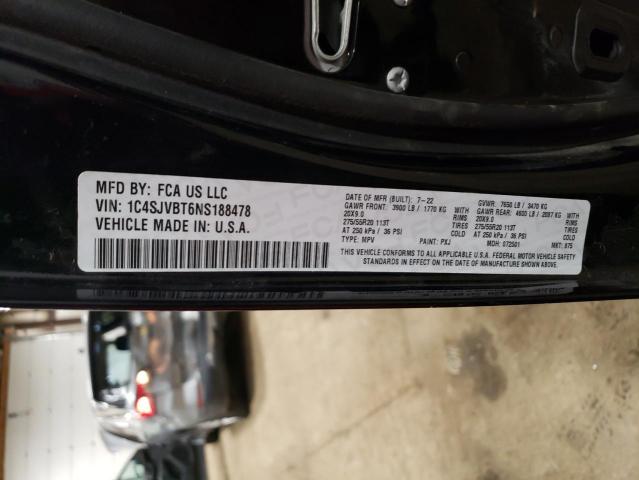 MFD BY: FCA US LLC
VIN: 1C4SJVBT6NS188478
VEHICLE MADE IN: U.S.A.
DATE OF MFR (BUILT): 7-22 GVWR: 7650 LB / 3470 KG
GAWR FRONT: 3900 LB / 1770 KG WITH GAWR REAR: 4600 LB / 2087 KG WITH
20X9.0 TIRES 20X9.0 TIRES
275/55R20 113T 275/55R20 113T
AT 250 kPa / 36 PSI COLD AT 250 kPa / 36 PSI COLD
TYPE: MPV PAINT: PXJ MDH: 072501 MKT: 875
THIS VEHICLE CONFORMS TO ALL APPLICABLE U.S.A. FEDERAL MOTOR VEHICLE SAFETY
STANDARDS IN EFFECT ON THE DATE OF MANUFACTURE SHOWN ABOVE.